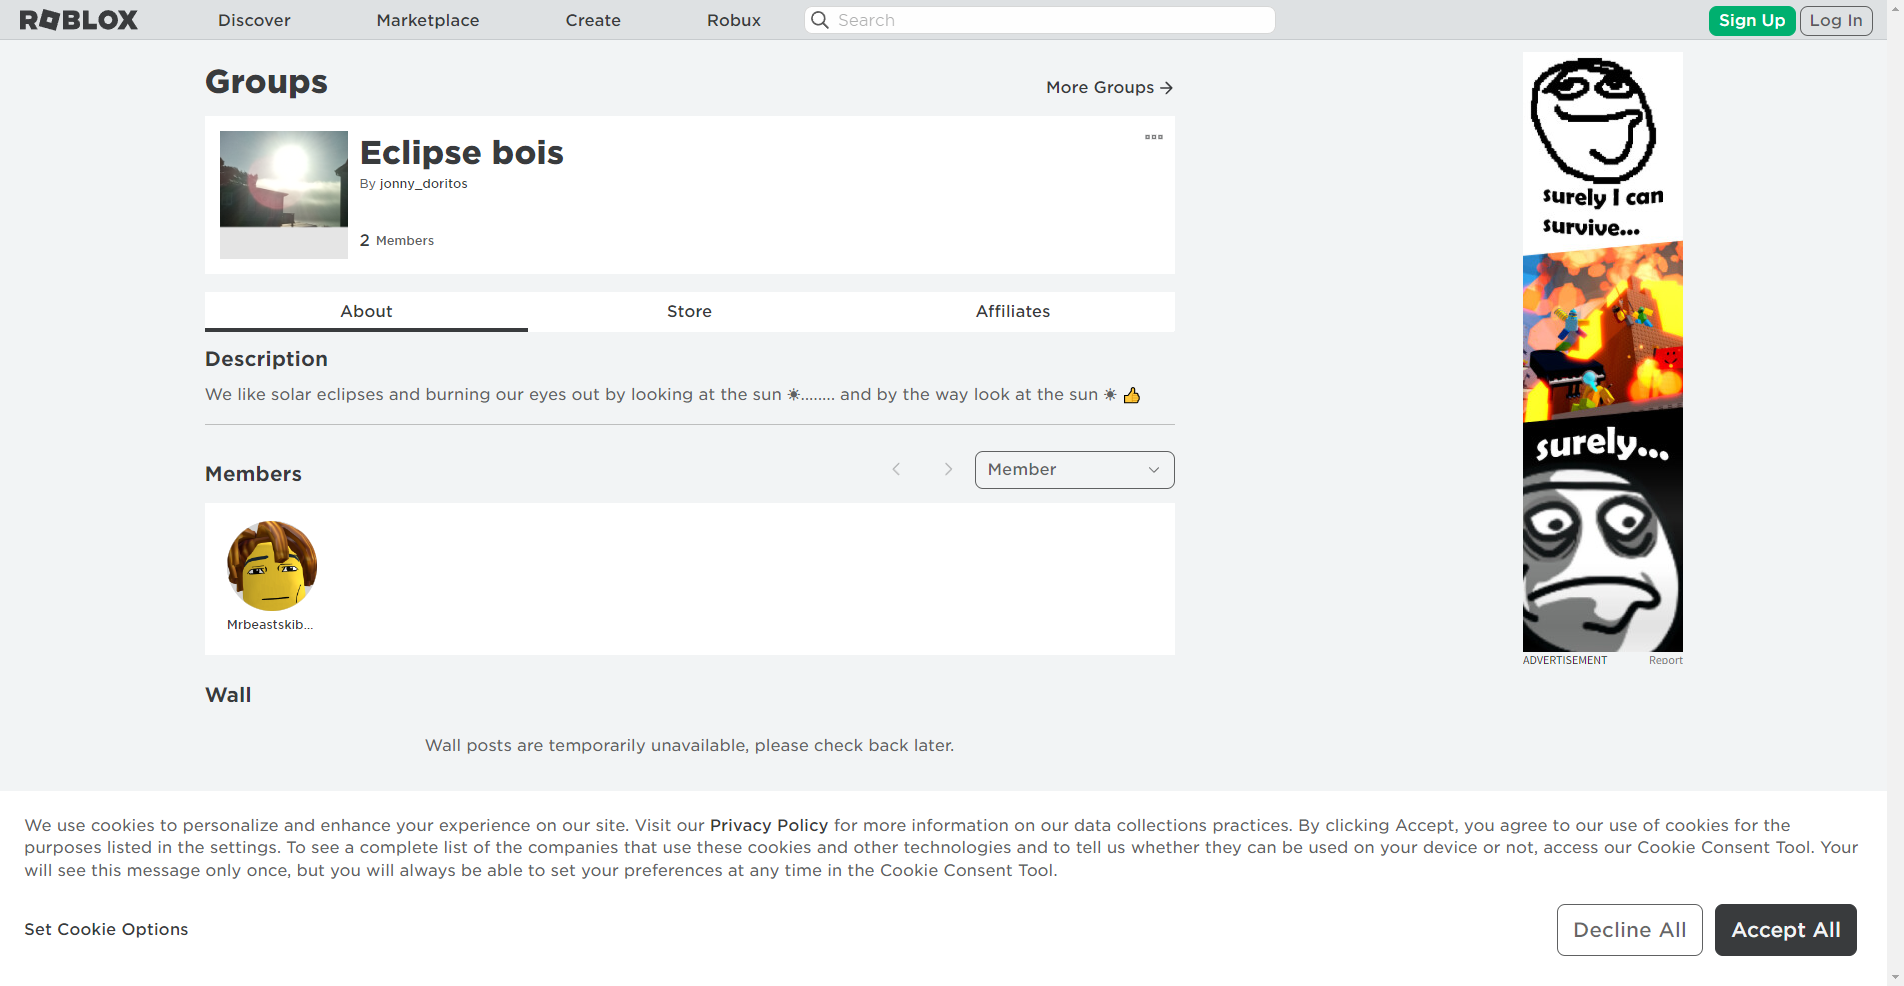 ROBLOX
Discover
Marketplace
Create
Robux
Search
Sign Up
Log In
Groups
More Groups →
Eclipse bois
By jonny_doritos
2 Members
About
Store
Affiliates
Description
We like solar eclipses and burning our eyes out by looking at the sun ☀........ and by the way look at the sun ☀ 👍
Members
Member
Mrbeastskib...
Wall
Wall posts are temporarily unavailable, please check back later.
surely I can
survive...
surely...
ADVERTISEMENT
Report
We use cookies to personalize and enhance your experience on our site. Visit our Privacy Policy for more information on our data collections practices. By clicking Accept, you agree to our use of cookies for the
purposes listed in the settings. To see a complete list of the companies that use these cookies and other technologies and to tell us whether they can be used on your device or not, access our Cookie Consent Tool. Your
will see this message only once, but you will always be able to set your preferences at any time in the Cookie Consent Tool.
Set Cookie Options
Decline All
Accept All